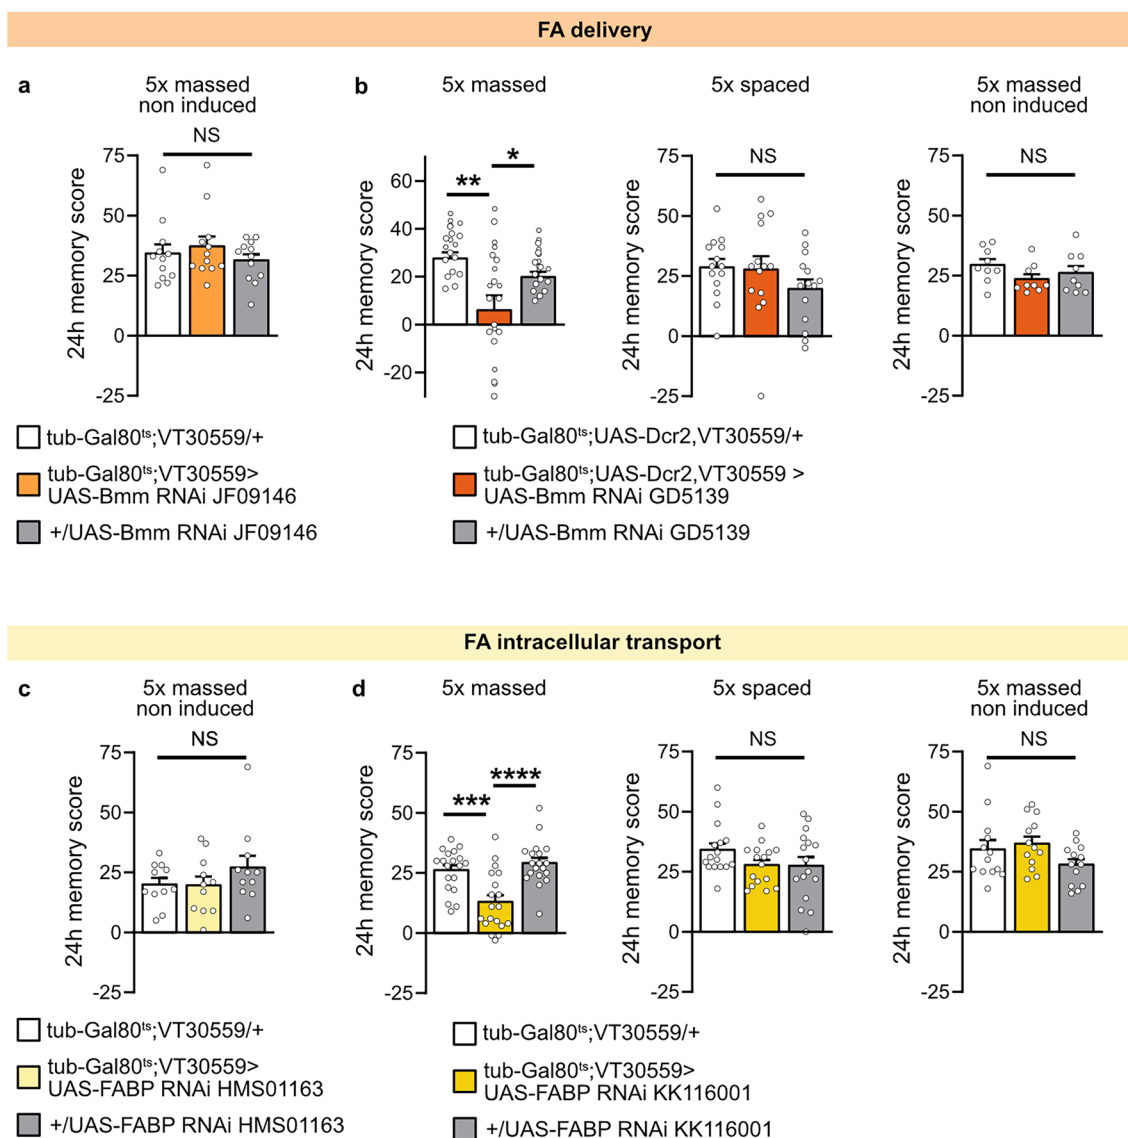 FA delivery
a
5x massed
non induced
NS
24h memory score
75
50
25
0
-25
b
5x massed
**
*
24h memory score
60
40
20
0
-20
5x spaced
NS
24h memory score
75
50
25
0
-25
5x massed
non induced
NS
24h memory score
75
50
25
0
-25
tub-Gal80ts;VT30559/+
tub-Gal80ts;VT30559>
UAS-Bmm RNAi JF09146
+/UAS-Bmm RNAi JF09146
tub-Gal80ts;UAS-Dcr2,VT30559/+
tub-Gal80ts;UAS-Dcr2,VT30559 >
UAS-Bmm RNAi GD5139
+/UAS-Bmm RNAi GD5139
FA intracellular transport
c
5x massed
non induced
NS
24h memory score
75
50
25
0
-25
d
5x massed
***
****
24h memory score
75
50
25
0
-25
5x spaced
NS
24h memory score
75
50
25
0
-25
5x massed
non induced
NS
24h memory score
75
50
25
0
-25
tub-Gal80ts;VT30559/+
tub-Gal80ts;VT30559>
UAS-FABP RNAi HMS01163
+/UAS-FABP RNAi HMS01163
tub-Gal80ts;VT30559/+
tub-Gal80ts;VT30559>
UAS-FABP RNAi KK116001
+/UAS-FABP RNAi KK116001